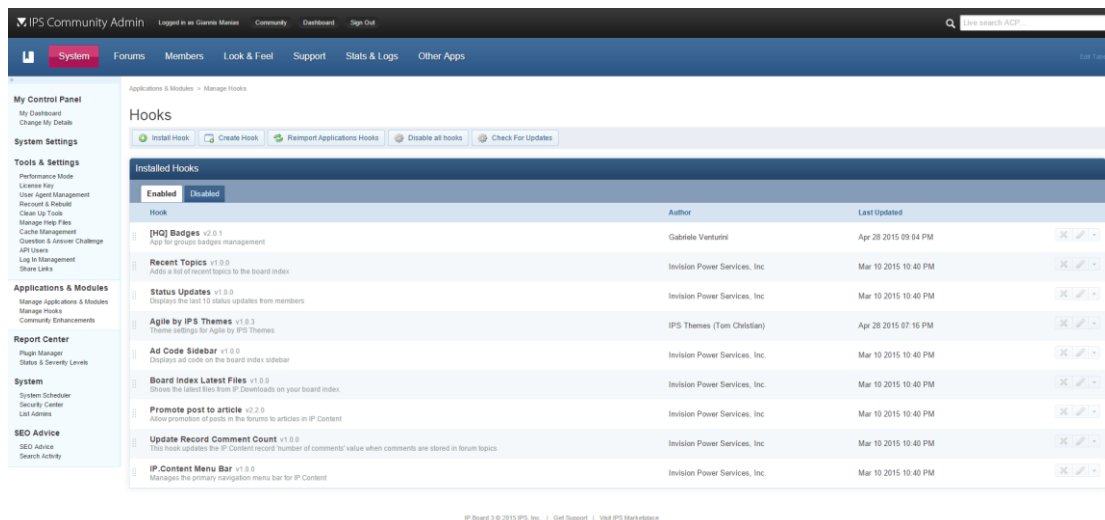 IPS Community Admin Logged in as Giannis Manias Community Dashboard Sign Out Live search ACP...
System Forums Members Look & Feel Support Stats & Logs Other Apps
Applications & Modules > Manage Hooks
My Control Panel
My Dashboard
Change My Details
System Settings
Tools & Settings
Performance Mode
License Key
User Agent Management
Recount & Rebuild
Clean Up Tools
Manage Help Files
Cache Management
Question & Answer Challenge
API Users
Log In Management
Share Links
Applications & Modules
Manage Applications & Modules
Manage Hooks
Community Enhancements
Report Center
Plugin Manager
Status & Severity Levels
System
System Scheduler
Security Center
List Admins
SEO Advice
SEO Advice
Search Activity
Hooks
Install Hook Create Hook Reimport Applications Hooks Disable all hooks Check For Updates
Installed Hooks
Enabled Disabled
Hook Author Last Updated
[HQ] Badges v2.0.1 Gabriele Venturini Apr 28 2015 09:04 PM
App for groups badges management
Recent Topics v1.0.0 Invision Power Services, Inc Mar 10 2015 10:40 PM
Adds a list of recent topics to the board index
Status Updates v1.0.0 Invision Power Services, Inc Mar 10 2015 10:40 PM
Displays the last 10 status updates from members
Agile by IPS Themes v1.0.3 IPS Themes (Tom Christian) Apr 28 2015 07:16 PM
Theme settings for Agile by IPS Themes
Ad Code Sidebar v1.0.0 Invision Power Services, Inc. Mar 10 2015 10:40 PM
Displays ad code on the board index sidebar
Board Index Latest Files v1.0.0 Invision Power Services, Inc. Mar 10 2015 10:40 PM
Shows the latest files from IP.Downloads on your board index
Promote post to article v2.2.0 Invision Power Services, Inc. Mar 10 2015 10:40 PM
Allow promotion of posts in the forums to articles in IP.Content
Update Record Comment Count v1.0.0 Invision Power Services, Inc Mar 10 2015 10:40 PM
This hook updates the IP.Content record 'number of comments' value when comments are stored in forum topics
IP.Content Menu Bar v1.0.0 Invision Power Services, Inc. Mar 10 2015 10:40 PM
Manages the primary navigation menu bar for IP.Content
IP.Board 3 © 2015 IPS, Inc. | Get Support | Visit IPS Marketplace